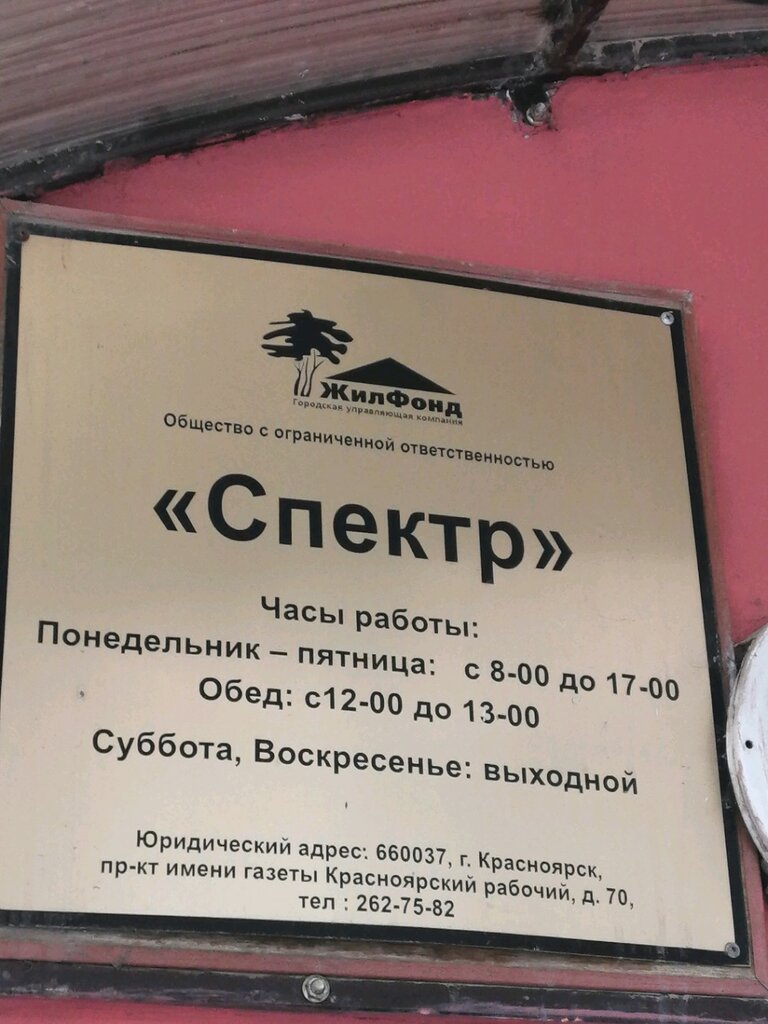 ЖилФонд
Городская управляющая компания
Общество с ограниченной ответственностью
«Спектр»
Часы работы:
Понедельник – пятница: с 8-00 до 17-00
Обед: с12-00 до 13-00
Суббота, Воскресенье: выходной
Юридический адрес: 660037, г. Красноярск,
пр-кт имени газеты Красноярский рабочий, д. 70,
тел : 262-75-82